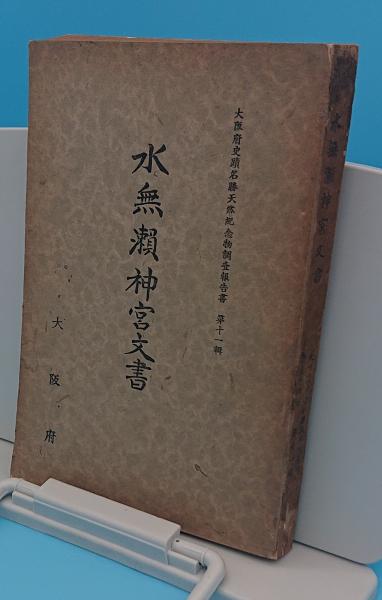 大阪府史蹟名勝天然紀念物調査報告書 第十一輯
水無瀬神宮文書
大阪府
水無瀬神宮文書